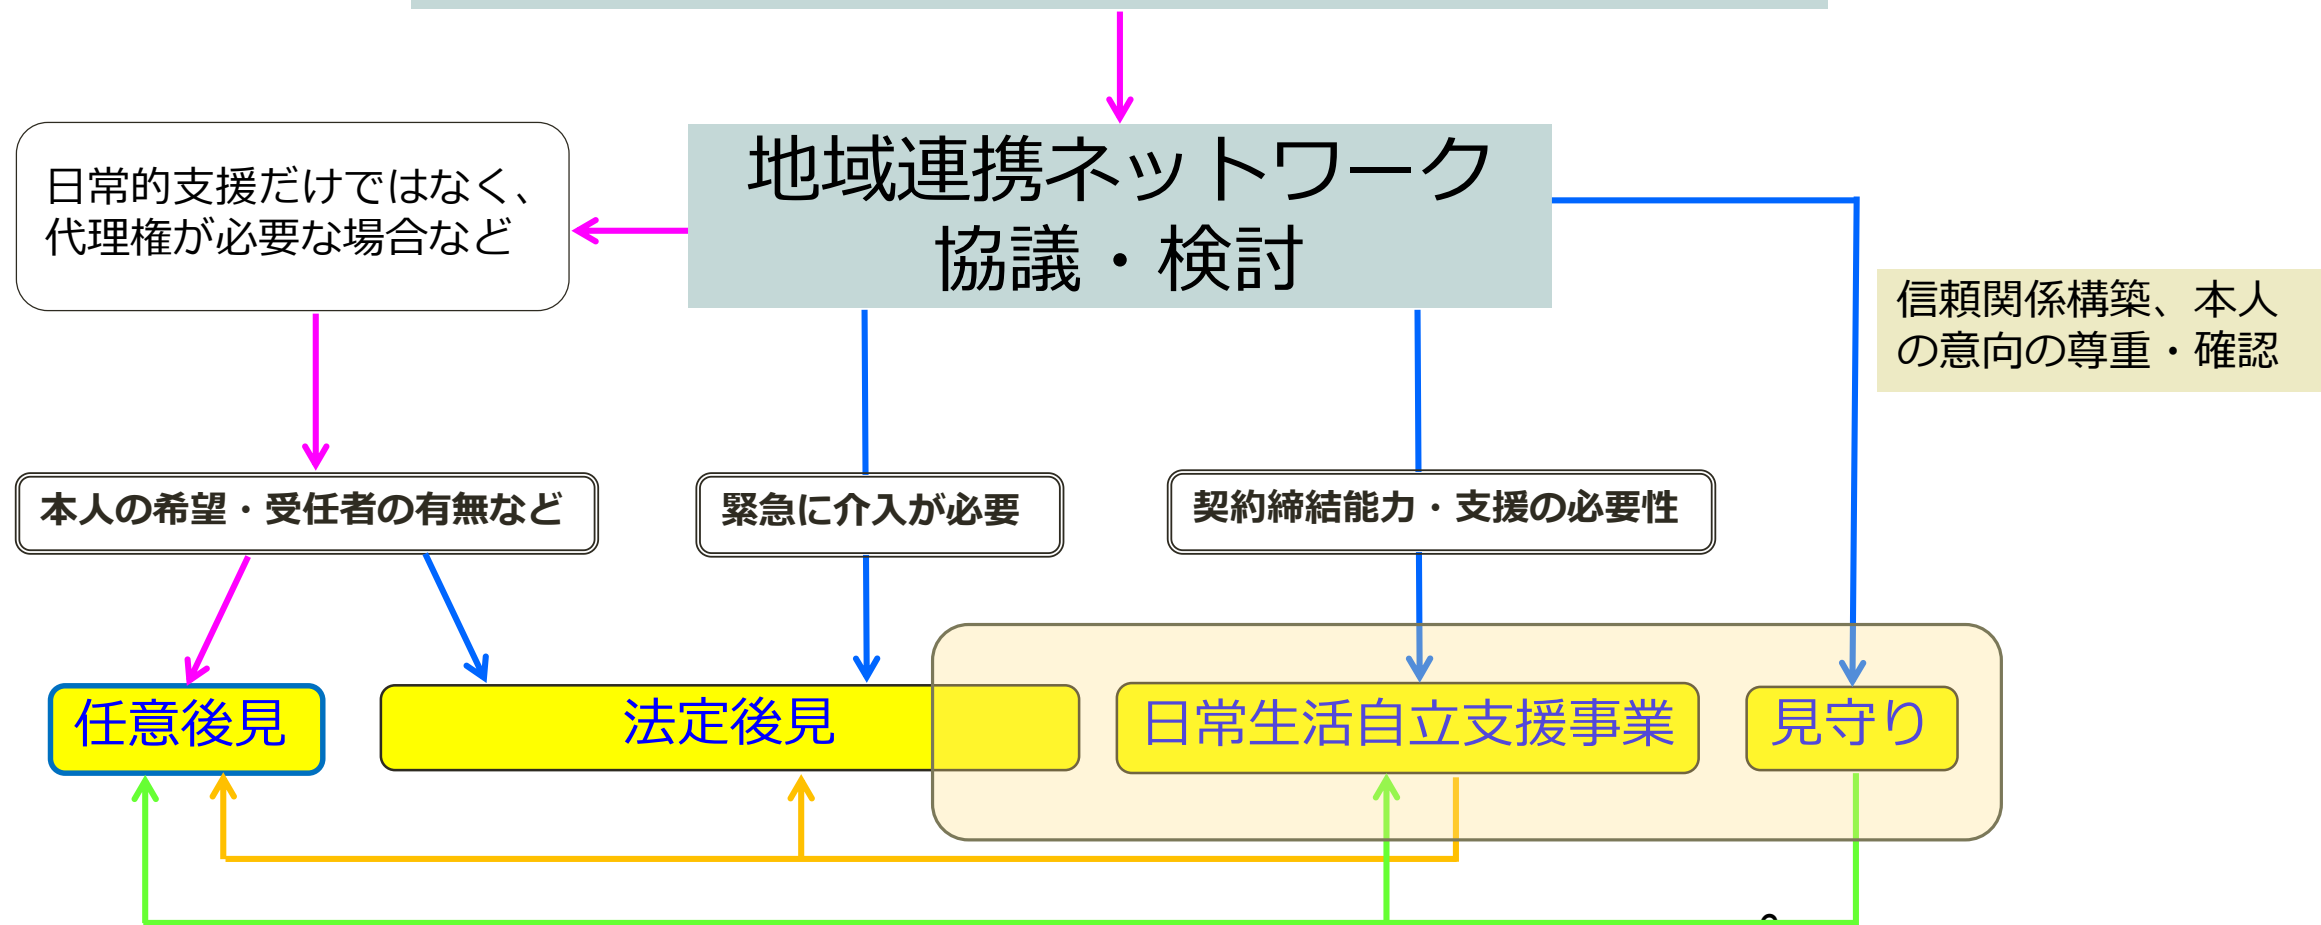 地域連携ネットワーク
協議・検討
日常的支援だけではなく、
代理権が必要な場合など
信頼関係構築、本人
の意向の尊重・確認
本人の希望・受任者の有無など
緊急に介入が必要
契約締結能力・支援の必要性
任意後見
法定後見
日常生活自立支援事業
見守り